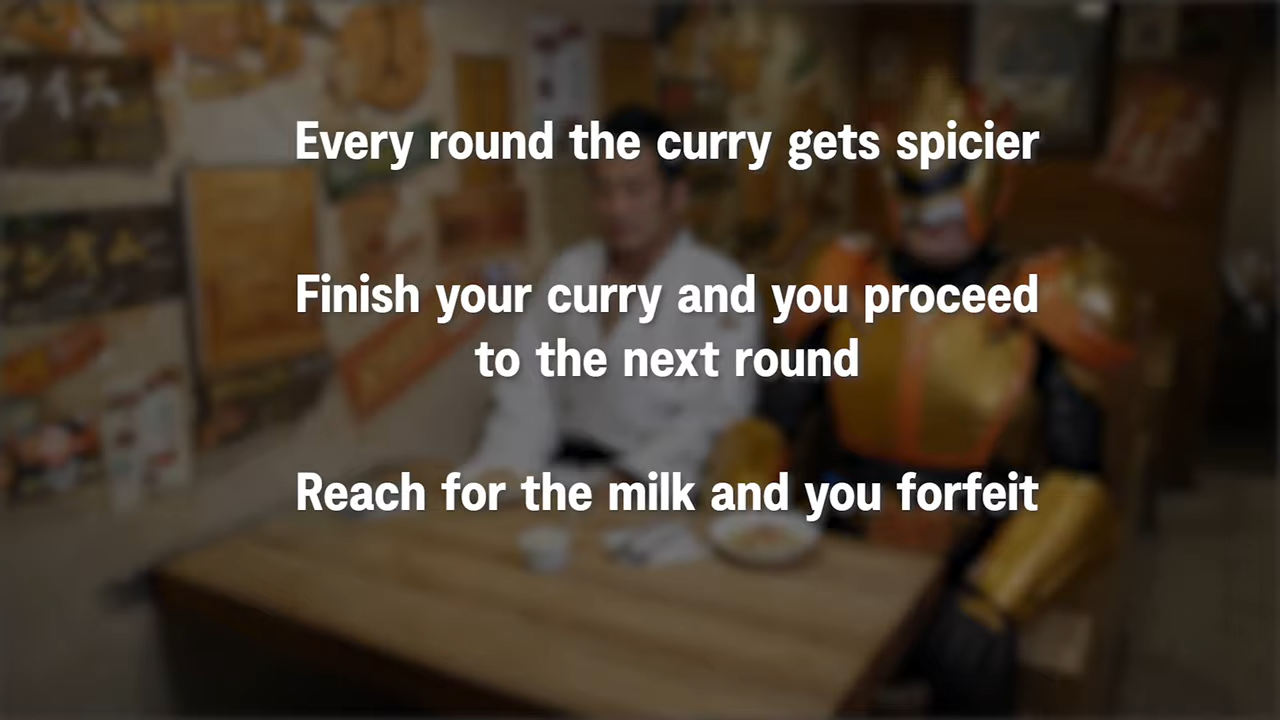 Every round the curry gets spicier
Finish your curry and you proceed
to the next round
Reach for the milk and you forfeit